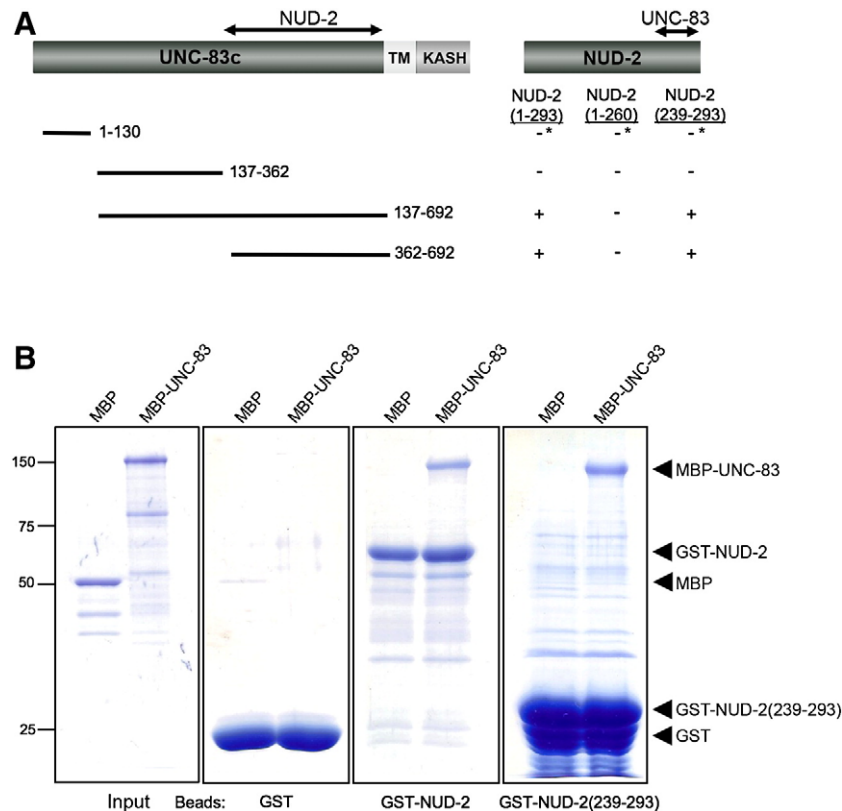 A
NUD-2
UNC-83
UNC-83c
TM
KASH
NUD-2
NUD-2 NUD-2 NUD-2
(1-293) (1-260) (239-293)
1-130 -* -* -*
137-362 - - -
137-692 + - +
362-692 + - +
B
MBP MBP-UNC-83 MBP MBP-UNC-83 MBP MBP-UNC-83 MBP MBP-UNC-83
150
75
50
25
MBP-UNC-83
GST-NUD-2
MBP
GST-NUD-2(239-293)
GST
Input Beads: GST GST-NUD-2 GST-NUD-2(239-293)